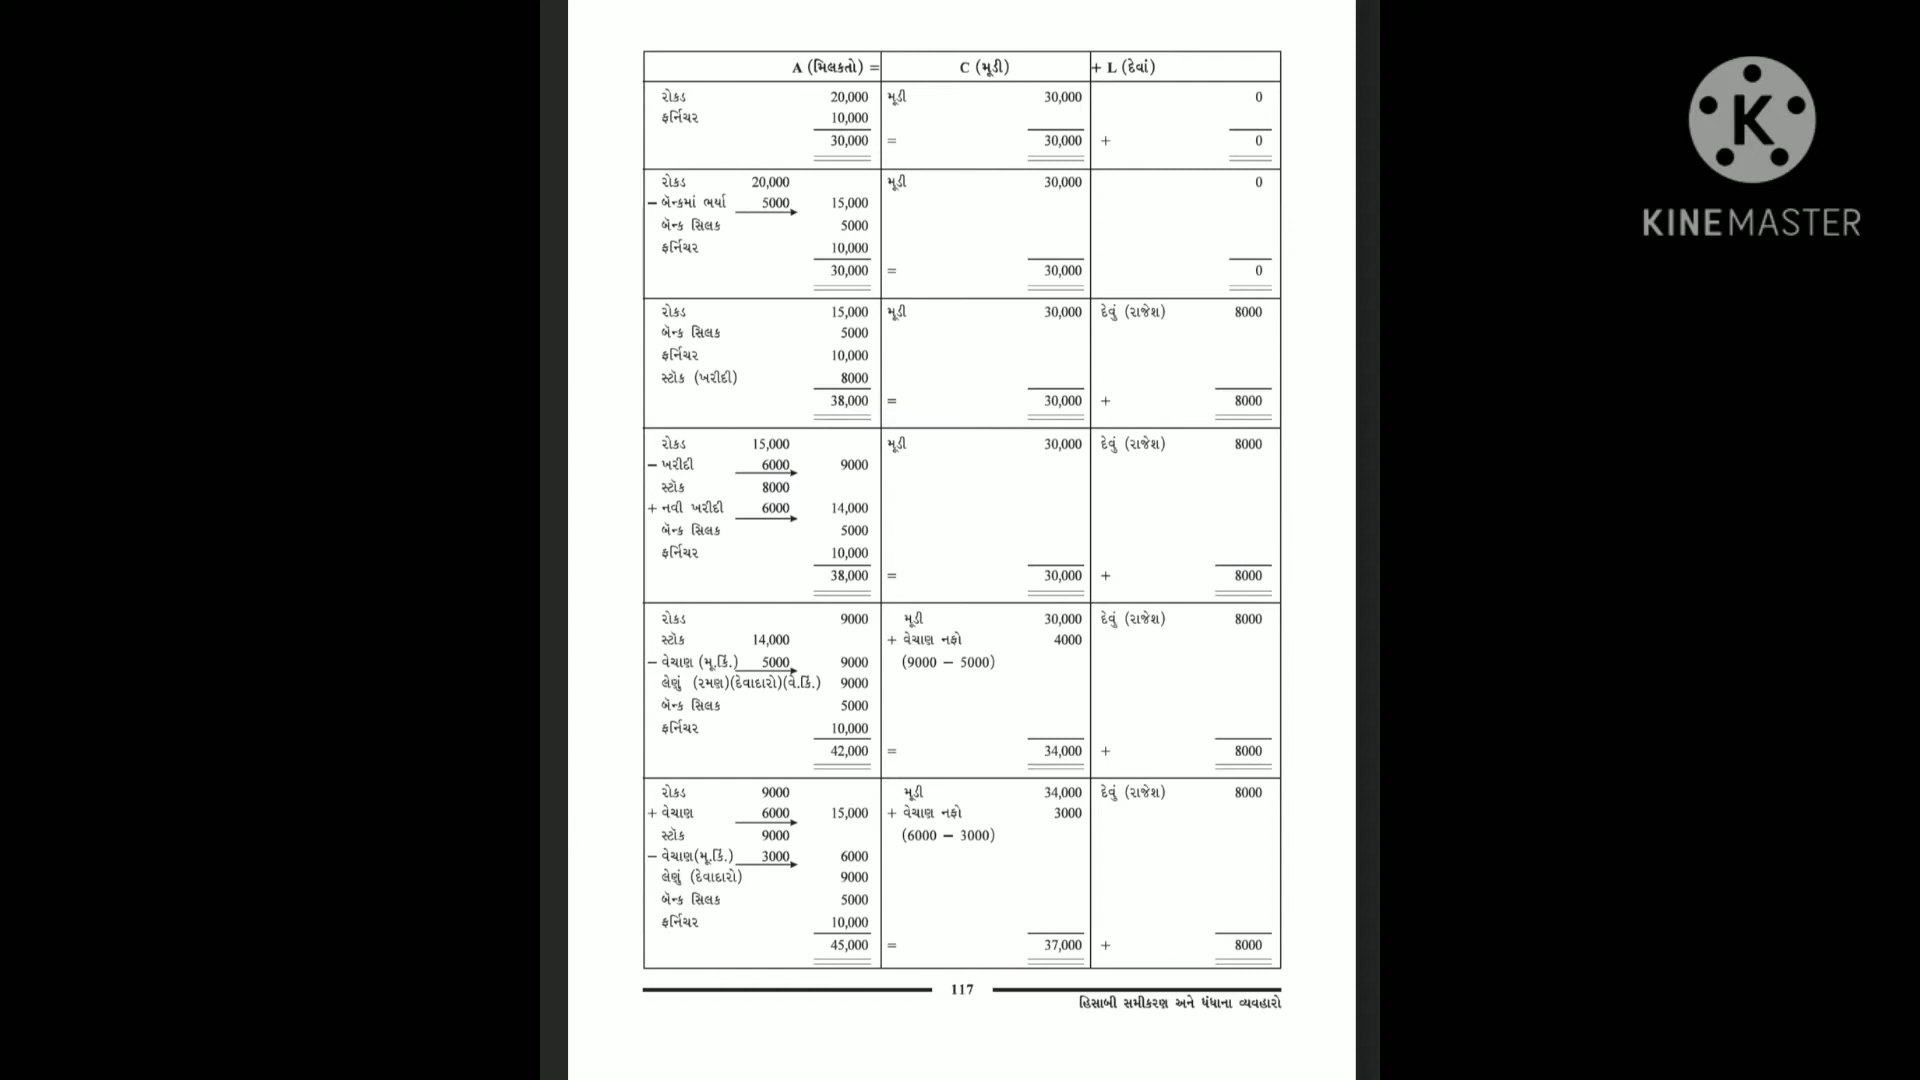 A (મિલકતો) = C (મૂડી) + L (દેવાં)
રોકડ 20,000 મૂડી 30,000 0
ફર્નિચર 10,000
30,000 = 30,000 + 0
રોકડ 20,000 મૂડી 30,000 0
– બૅન્કમાં ભર્યા 5000 15,000
બૅન્ક સિલક 5000
ફર્નિચર 10,000
30,000 = 30,000 0
રોકડ 15,000 મૂડી 30,000 દેવું (રાજેશ) 8000
બૅન્ક સિલક 5000
ફર્નિચર 10,000
સ્ટૉક (ખરીદી) 8000
38,000 = 30,000 + 8000
રોકડ 15,000 મૂડી 30,000 દેવું (રાજેશ) 8000
– ખરીદી 6000 9000
સ્ટૉક 8000
+ નવી ખરીદી 6000 14,000
બૅન્ક સિલક 5000
ફર્નિચર 10,000
38,000 = 30,000 + 8000
રોકડ 9000 મૂડી 30,000 દેવું (રાજેશ) 8000
સ્ટૉક 14,000 + વેચાણ નફો 4000
– વેચાણ (મૂ.કિં.) 5000 9000 (9000 – 5000)
લેણું (રમણ)(દેવાદારો)(વે.કિં.) 9000
બૅન્ક સિલક 5000
ફર્નિચર 10,000
42,000 = 34,000 + 8000
રોકડ 9000 મૂડી 34,000 દેવું (રાજેશ) 8000
+ વેચાણ 6000 15,000 + વેચાણ નફો 3000
સ્ટૉક 9000 (6000 – 3000)
– વેચાણ(મૂ.કિં.) 3000 6000
લેણું (દેવાદારો) 9000
બૅન્ક સિલક 5000
ફર્નિચર 10,000
45,000 = 37,000 + 8000
117
હિસાબી સમીકરણ અને ધંધાના વ્યવહારો
K
KINEMASTER